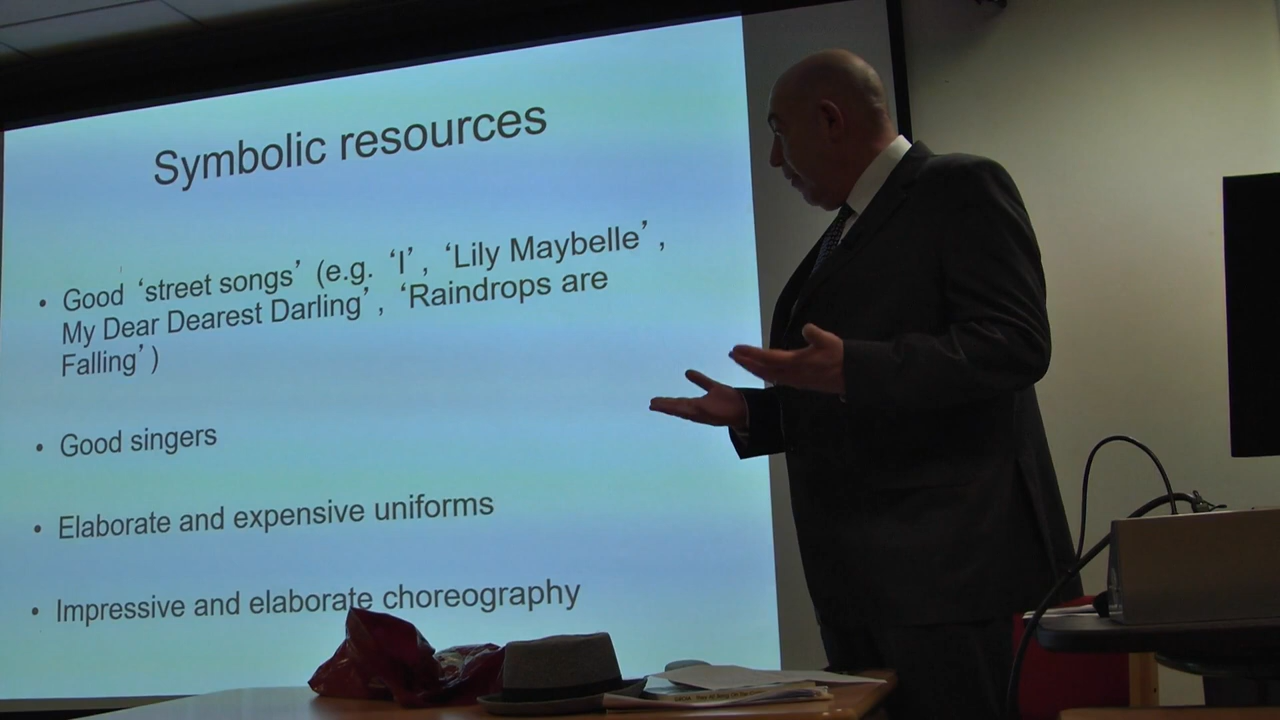 Symbolic resources
• Good ‘street songs’ (e.g. ‘I’, ‘Lily Maybelle’,
My Dear Dearest Darling’, ‘Raindrops are
Falling’)
• Good singers
• Elaborate and expensive uniforms
• Impressive and elaborate choreography